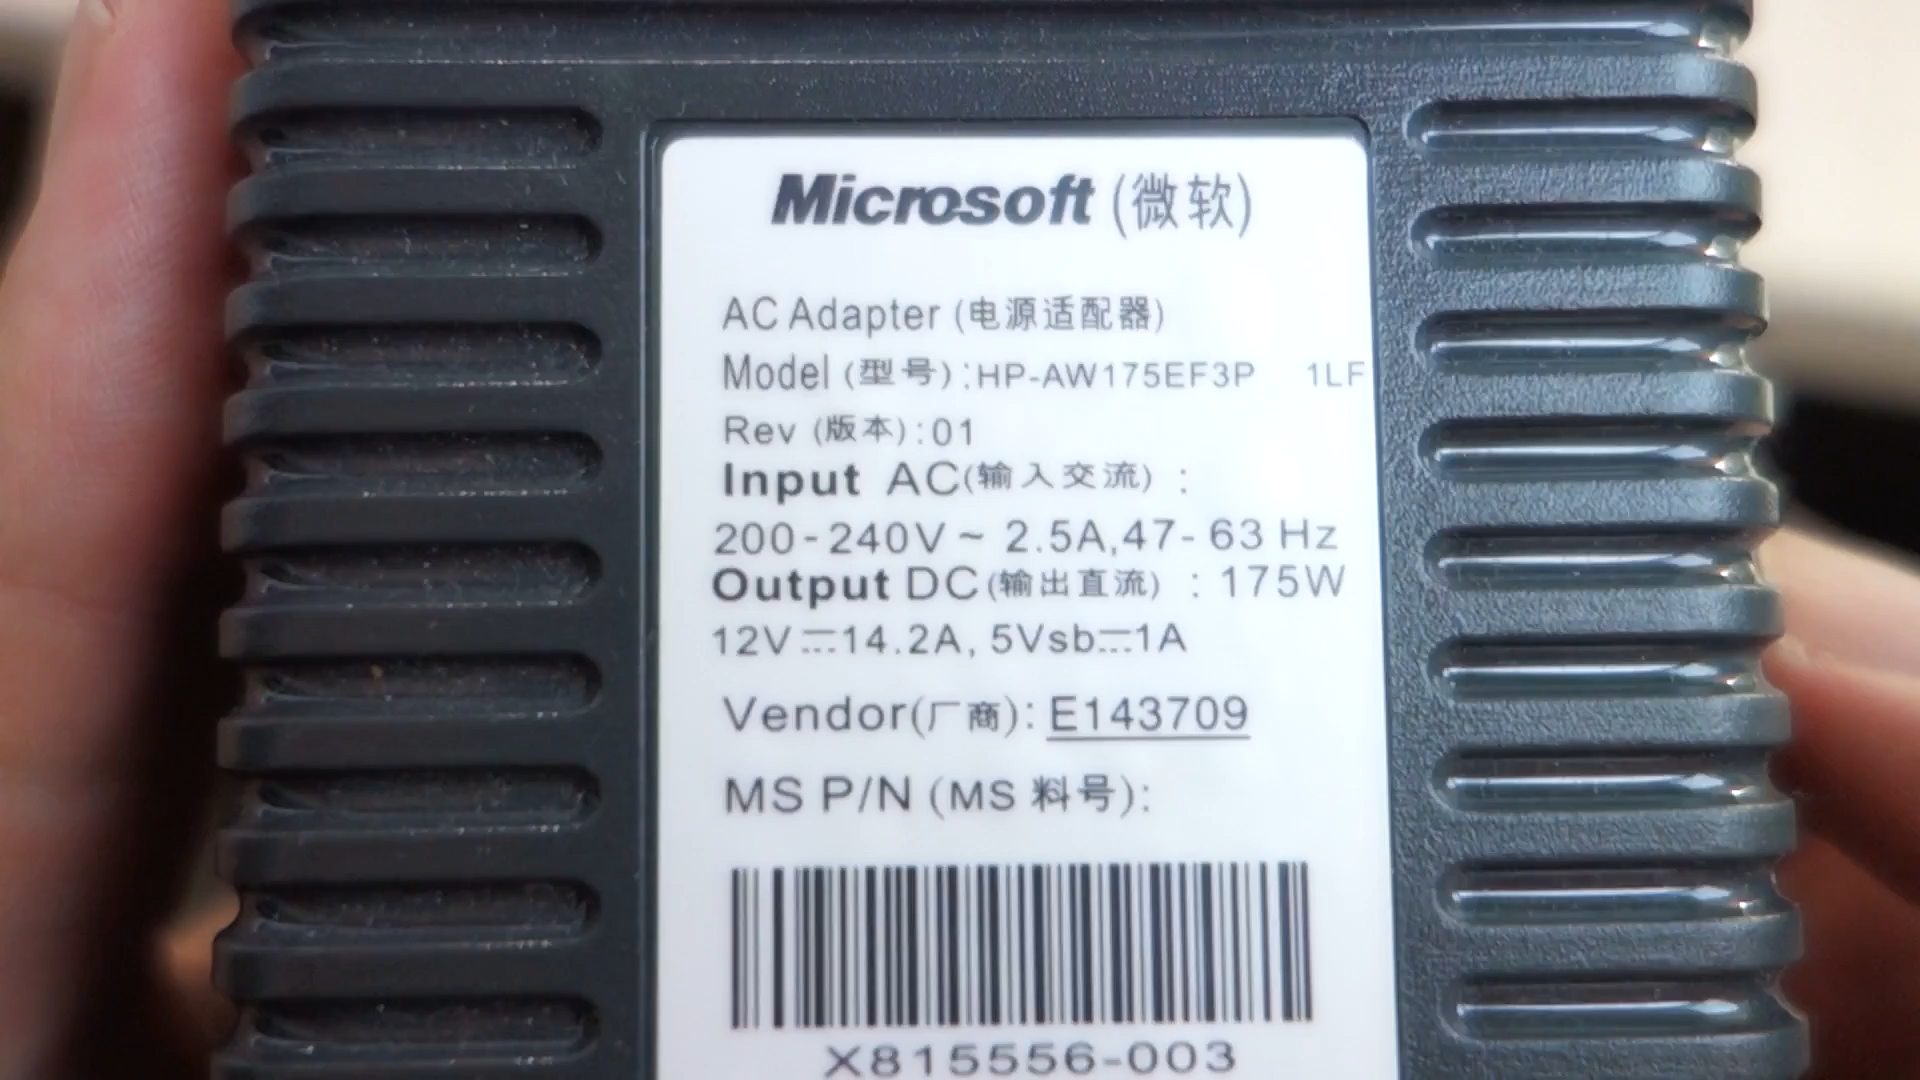 Microsoft (微软)
AC Adapter (电源适配器)
Model (型号):HP-AW175EF3P 1LF
Rev (版本):01
Input AC(输入交流) :
200-240V ~ 2.5A,47-63 Hz
Output DC(输出直流) : 175W
12V⎓14.2A, 5Vsb⎓1A
Vendor(厂商): E143709
MS P/N (MS 料号):
X815556-003